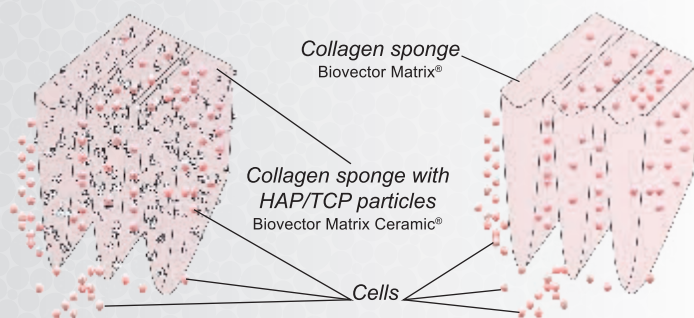 Collagen sponge
Biovector Matrix®
Collagen sponge with
HAP/TCP particles
Biovector Matrix Ceramic®
Cells